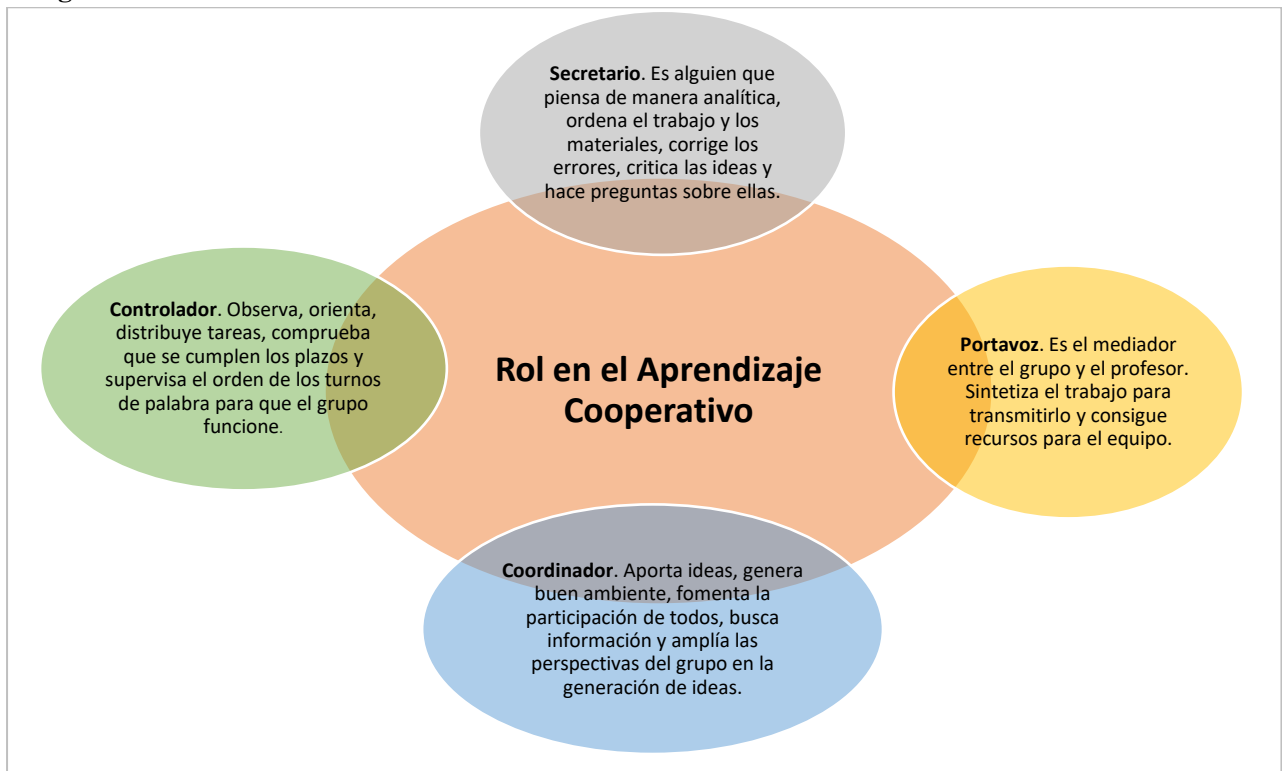 Secretario. Es alguien que
piensa de manera analítica,
ordena el trabajo y los
materiales, corrige los
errores, critica las ideas y
hace preguntas sobre ellas.
Controlador. Observa, orienta,
distribuye tareas, comprueba
que se cumplen los plazos y
supervisa el orden de los turnos
de palabra para que el grupo
funcione.
Rol en el Aprendizaje
Cooperativo
Portavoz. Es el mediador
entre el grupo y el profesor.
Sintetiza el trabajo para
transmitirlo y consigue
recursos para el equipo.
Coordinador. Aporta ideas, genera
buen ambiente, fomenta la
participación de todos, busca
información y amplía las
perspectivas del grupo en la
generación de ideas.